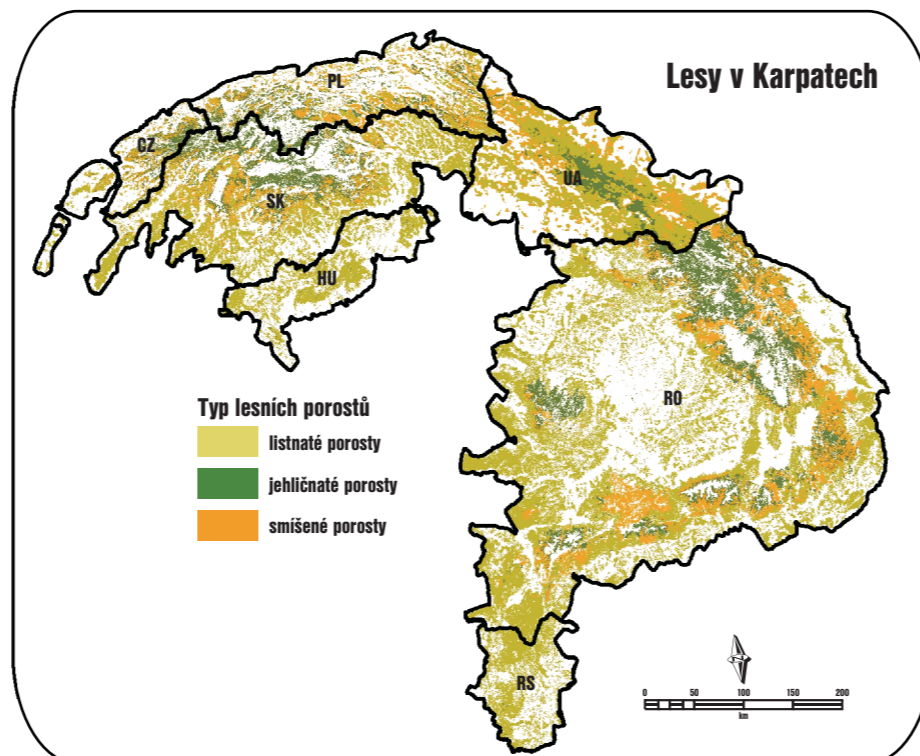 Lesy v Karpatech
PL
CZ
SK
UA
HU
RO
RS
Typ lesních porostů
listnaté porosty
jehličnaté porosty
smíšené porosty
0 50 100 150 200
km